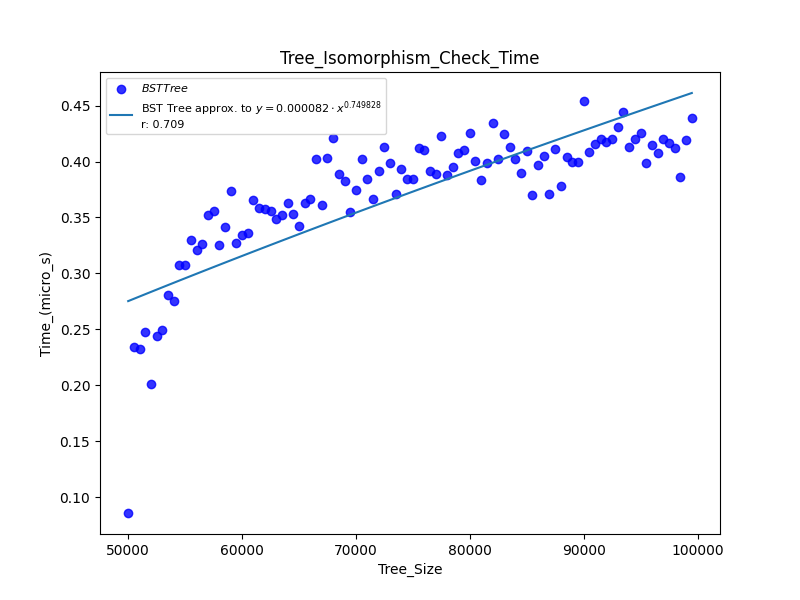 Tree_Isomorphism_Check_Time
BSTTree
BST Tree approx. to y = 0.000082 · x^0.749828
r: 0.709
0.45
0.40
0.35
0.30
0.25
0.20
0.15
0.10
Time_(micro_s)
50000 60000 70000 80000 90000 100000
Tree_Size